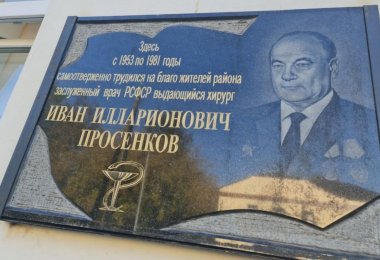 Здесь
с 1953 по 1981 годы
самоотверженно трудился на благо жителей района
заслуженный врач РСФСР выдающийся хирург
ИВАН ИЛЛАРИОНОВИЧ
ПРОСЕНКОВ